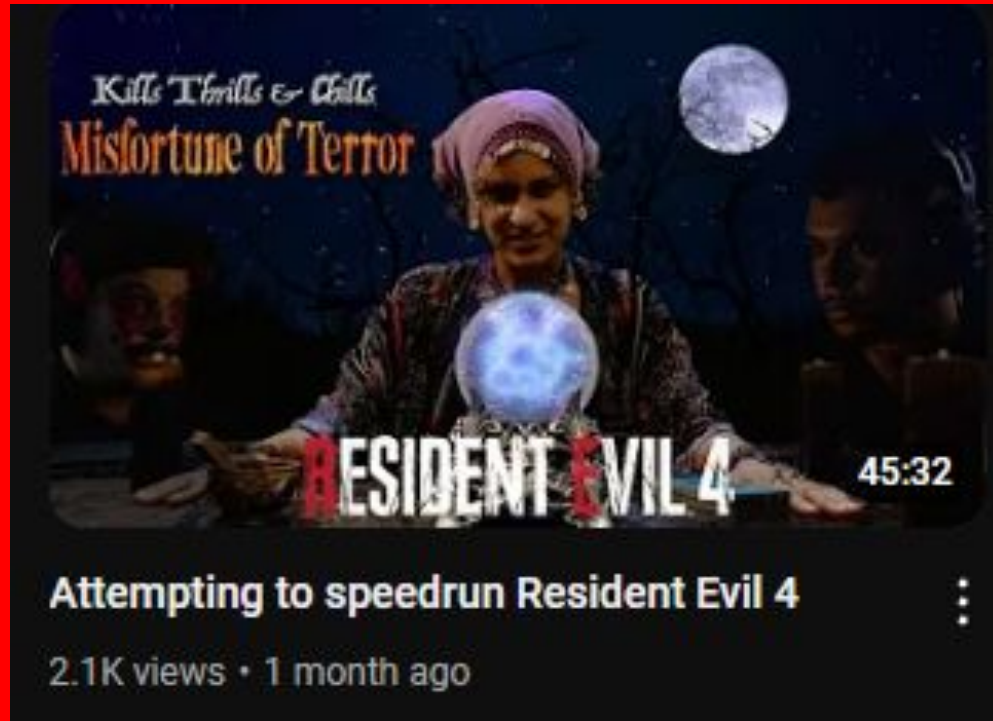 Kills Thrills & Chills
Misfortune of Terror
RESIDENT EVIL 4
45:32
Attempting to speedrun Resident Evil 4
2.1K views • 1 month ago